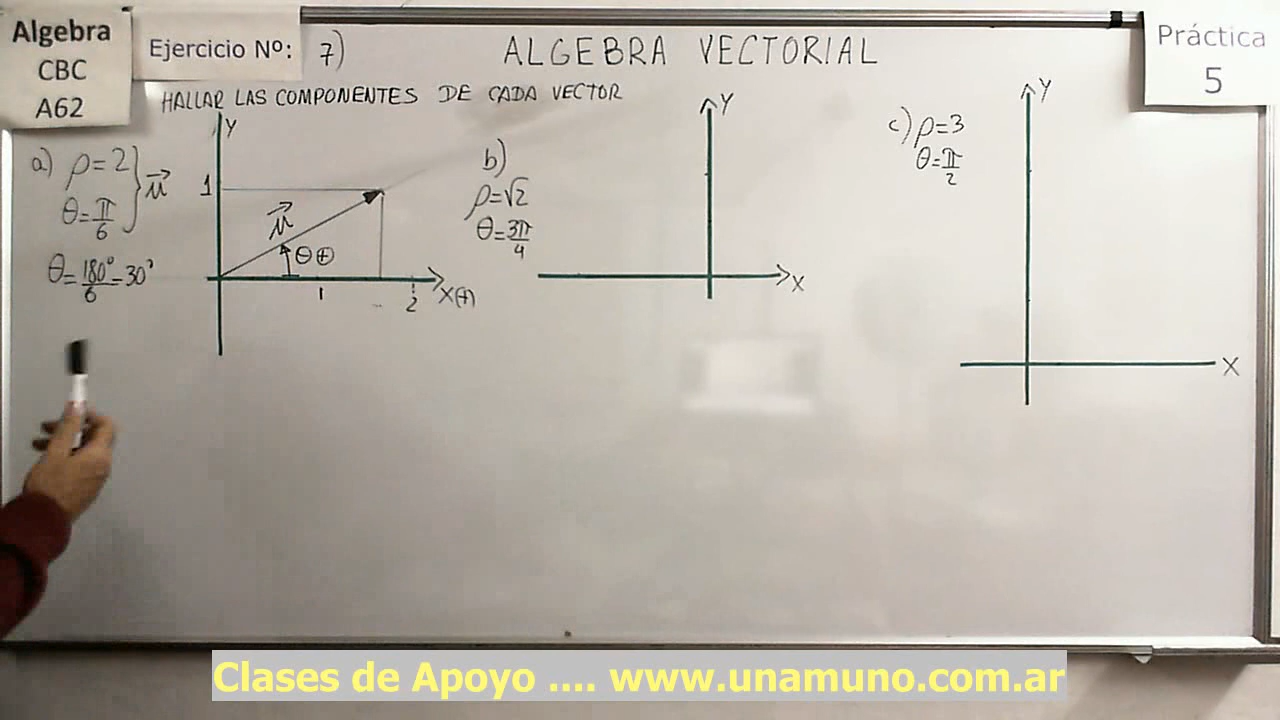 Algebra
CBC
A62
Ejercicio Nº: 7)
ALGEBRA VECTORIAL
Práctica
5
HALLAR LAS COMPONENTES DE CADA VECTOR
a) ρ=2
θ=π/6
u⃗
θ=180°/6=30°
Y
1
u⃗
θ⊕
1
2
X(+)
b)
ρ=√2
θ=3π/4
Y
X
c) ρ=3
θ=π/2
Y
X
Clases de Apoyo .... www.unamuno.com.ar